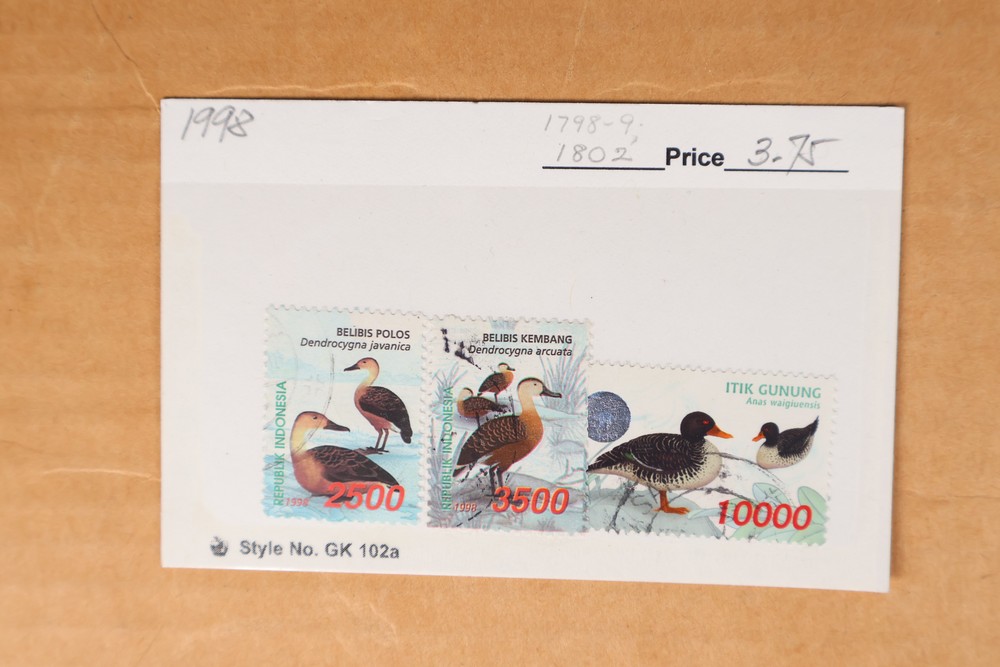 1998
1798-9;
1802
Price 3.75
BELIBIS POLOS
Dendrocygna javanica
REPUBLIK INDONESIA
1998
2500
BELIBIS KEMBANG
Dendrocygna arcuata
REPUBLIK INDONESIA
1998
3500
ITIK GUNUNG
Anas waigiuensis
10000
Style No. GK 102a